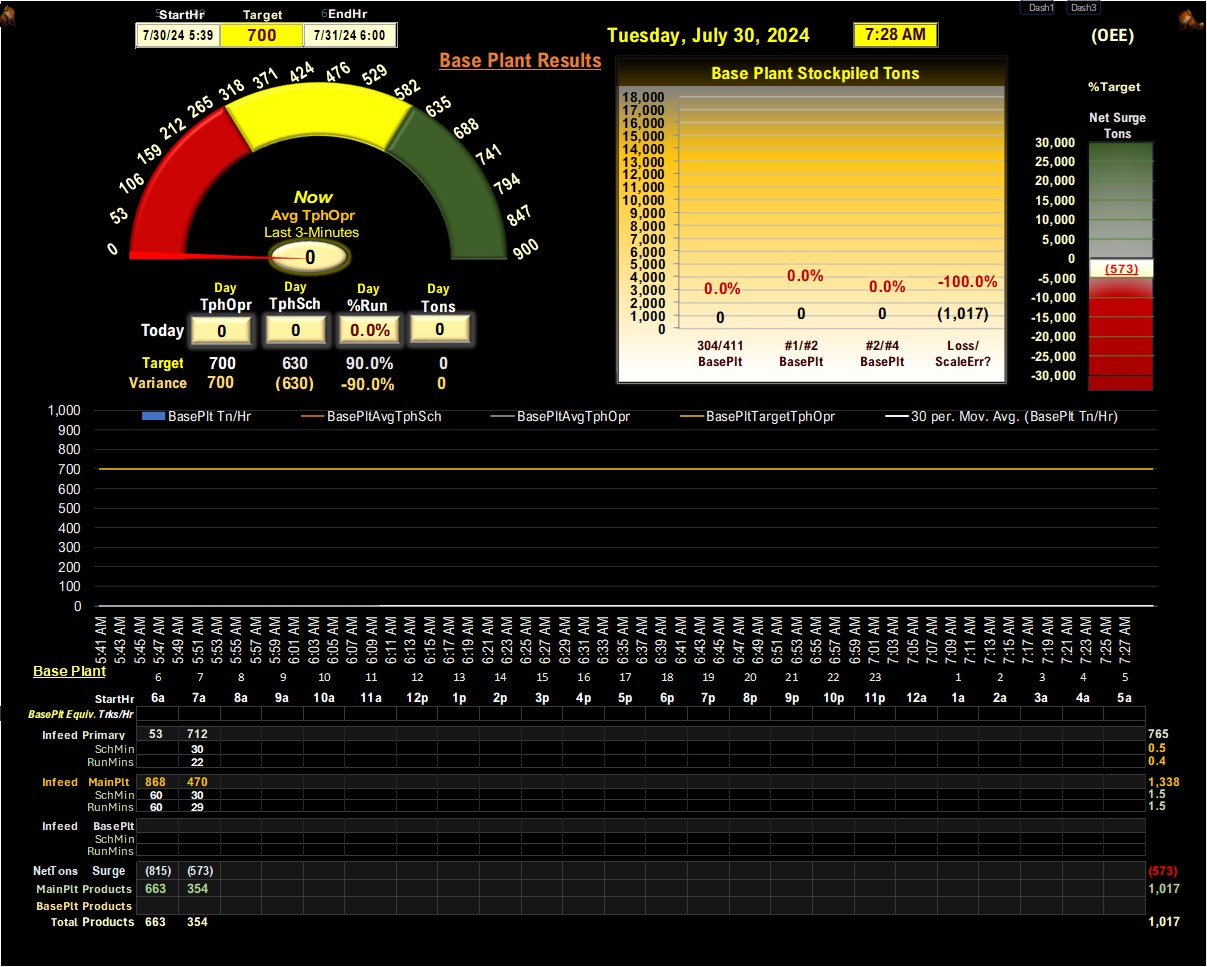 Dash1 Dash3
StartHr Target EndHr
7/30/24 5:39 700 7/31/24 6:00
Tuesday, July 30, 2024 7:28 AM (OEE)
Base Plant Results
0 53 106 159 212 265 318 371 424 476 529 582 635 688 741 794 847 900
Now
Avg TphOpr
Last 3-Minutes
0
Day Day Day Day
TphOpr TphSch %Run Tons
Today 0 0 0.0% 0
Target 700 630 90.0% 0
Variance 700 (630) -90.0% 0
Base Plant Stockpiled Tons
18,000
17,000
16,000
15,000
14,000
13,000
12,000
11,000
10,000
9,000
8,000
7,000
6,000
5,000
4,000
3,000
2,000
1,000
0
0.0% 0.0% 0.0% -100.0%
0 0 0 (1,017)
304/411 #1/#2 #2/#4 Loss/
BasePlt BasePlt BasePlt ScaleErr?
%Target
Net Surge
Tons
30,000
25,000
20,000
15,000
10,000
5,000
0
(573)
-5,000
-10,000
-15,000
-20,000
-25,000
-30,000
BasePlt Tn/Hr BasePltAvgTphSch BasePltAvgTphOpr BasePltTargetTphOpr 30 per. Mov. Avg. (BasePlt Tn/Hr)
1,000
900
800
700
600
500
400
300
200
100
0
5:41 AM 5:43 AM 5:45 AM 5:47 AM 5:49 AM 5:51 AM 5:53 AM 5:55 AM 5:57 AM 5:59 AM 6:01 AM 6:03 AM 6:05 AM 6:07 AM 6:09 AM 6:11 AM 6:13 AM 6:15 AM 6:17 AM 6:19 AM 6:21 AM 6:23 AM 6:25 AM 6:27 AM 6:29 AM 6:31 AM 6:33 AM 6:35 AM 6:37 AM 6:39 AM 6:41 AM 6:43 AM 6:45 AM 6:47 AM 6:49 AM 6:51 AM 6:53 AM 6:55 AM 6:57 AM 6:59 AM 7:01 AM 7:03 AM 7:05 AM 7:07 AM 7:09 AM 7:11 AM 7:13 AM 7:15 AM 7:17 AM 7:19 AM 7:21 AM 7:23 AM 7:25 AM 7:27 AM
Base Plant
6 7 8 9 10 11 12 13 14 15 16 17 18 19 20 21 22 23 1 2 3 4 5
StartHr 6a 7a 8a 9a 10a 11a 12p 1p 2p 3p 4p 5p 6p 7p 8p 9p 10p 11p 12a 1a 2a 3a 4a 5a
BasePlt Equiv. Trks/Hr
Infeed Primary 53 712 765
SchMin 30 0.5
RunMins 22 0.4
Infeed MainPlt 868 470 1,338
SchMin 60 30 1.5
RunMins 60 29 1.5
Infeed BasePlt
SchMin
RunMins
NetTons Surge (815) (573) (573)
MainPlt Products 663 354 1,017
BasePlt Products
Total Products 663 354 1,017